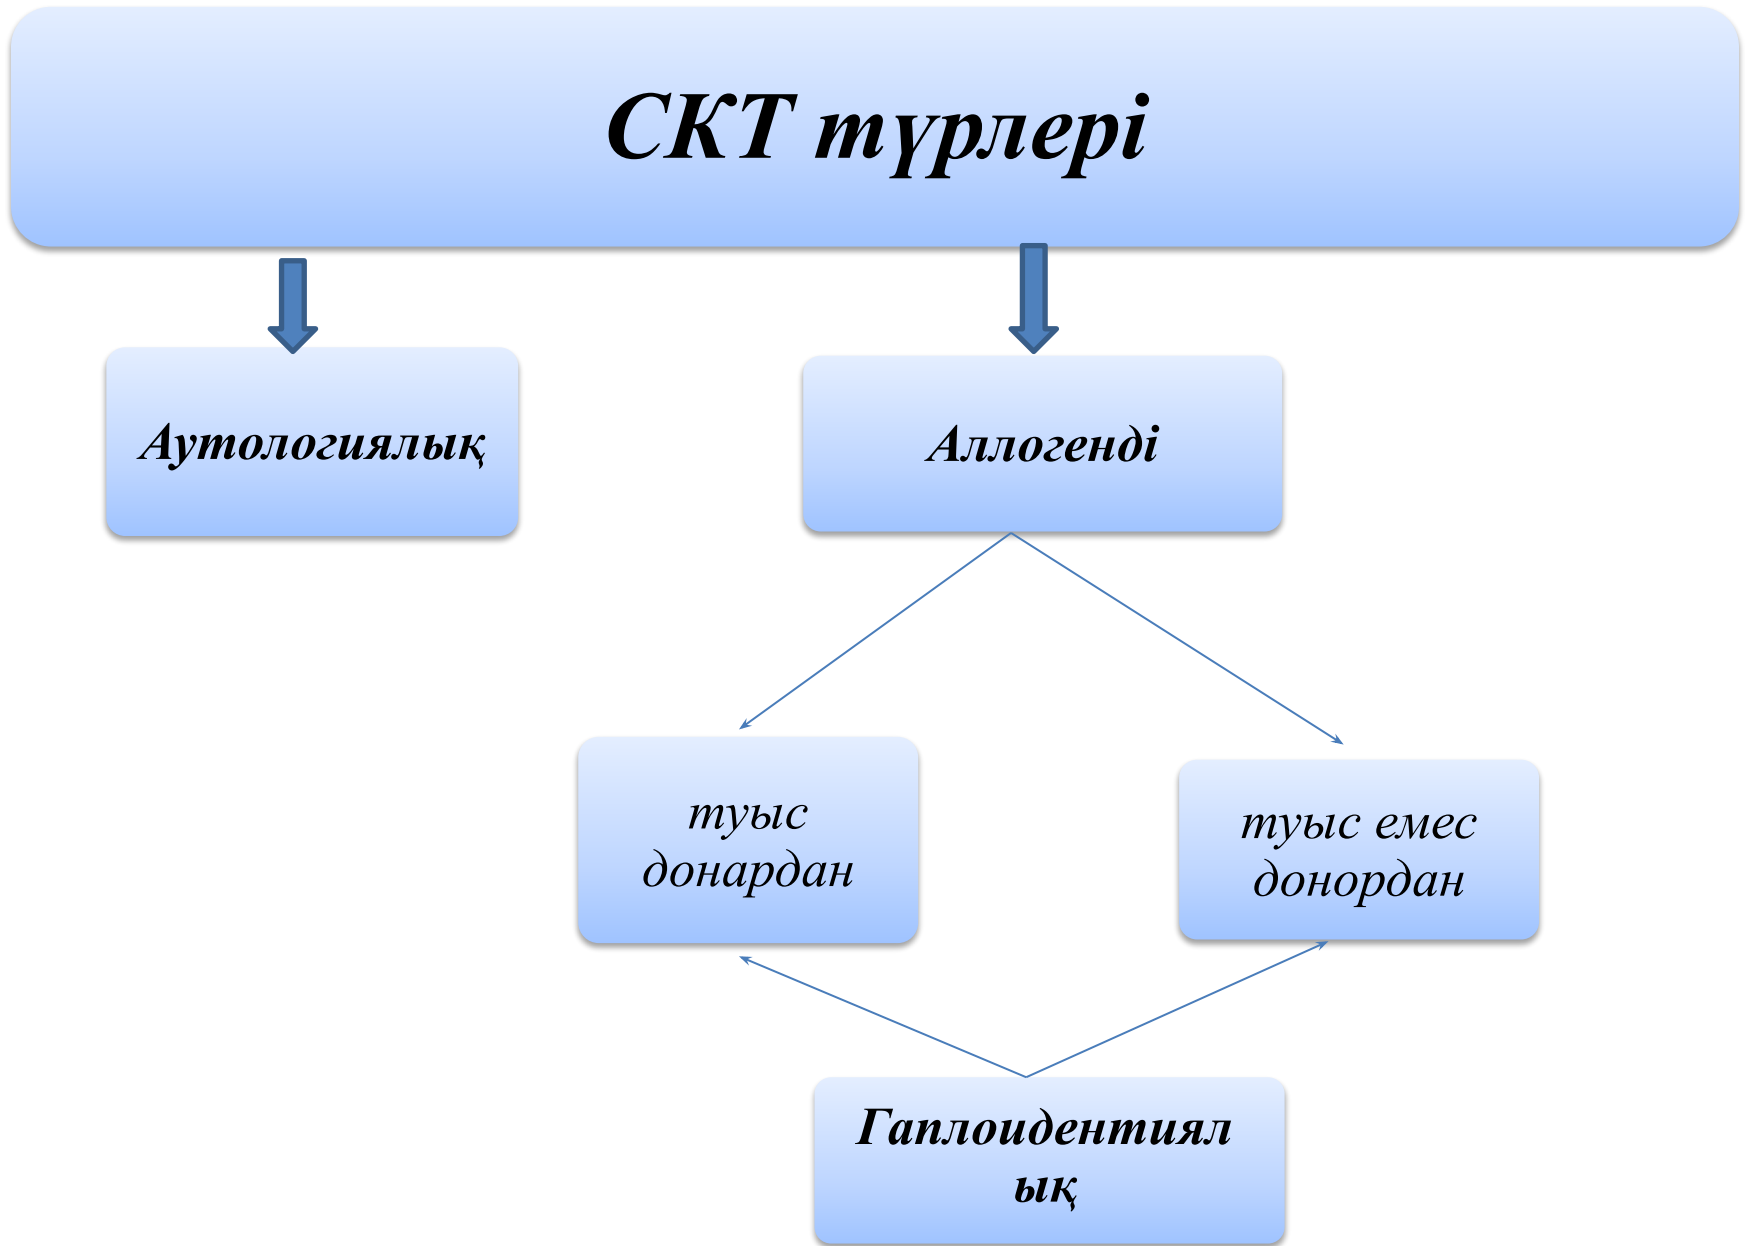 СКТ түрлері
Аутологиялық
Аллогенді
туыс
донардан
туыс емес
донордан
Гаплоидентиял
ық